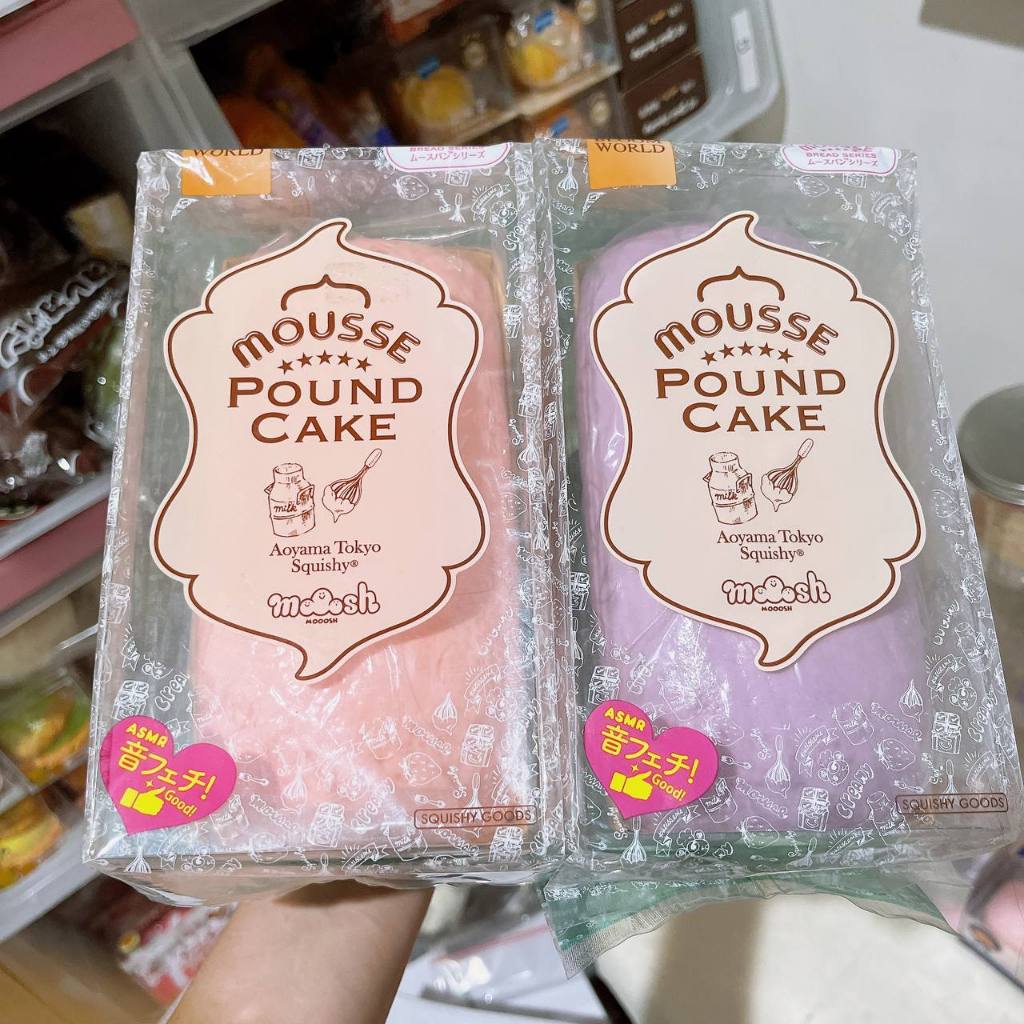 WORLD
BREAD SERIES
ムースパンシリーズ
MOUSSE
★★★★★
POUND
CAKE
milk
Aoyama Tokyo
Squishy®
mooosh
MOOOSH
ASMR
音フェチ!
Good!
SQUISHY GOODS
WORLD
BREAD SERIES
ムースパンシリーズ
MOUSSE
★★★★★
POUND
CAKE
milk
Aoyama Tokyo
Squishy®
mooosh
MOOOSH
ASMR
音フェチ!
Good!
SQUISHY GOODS